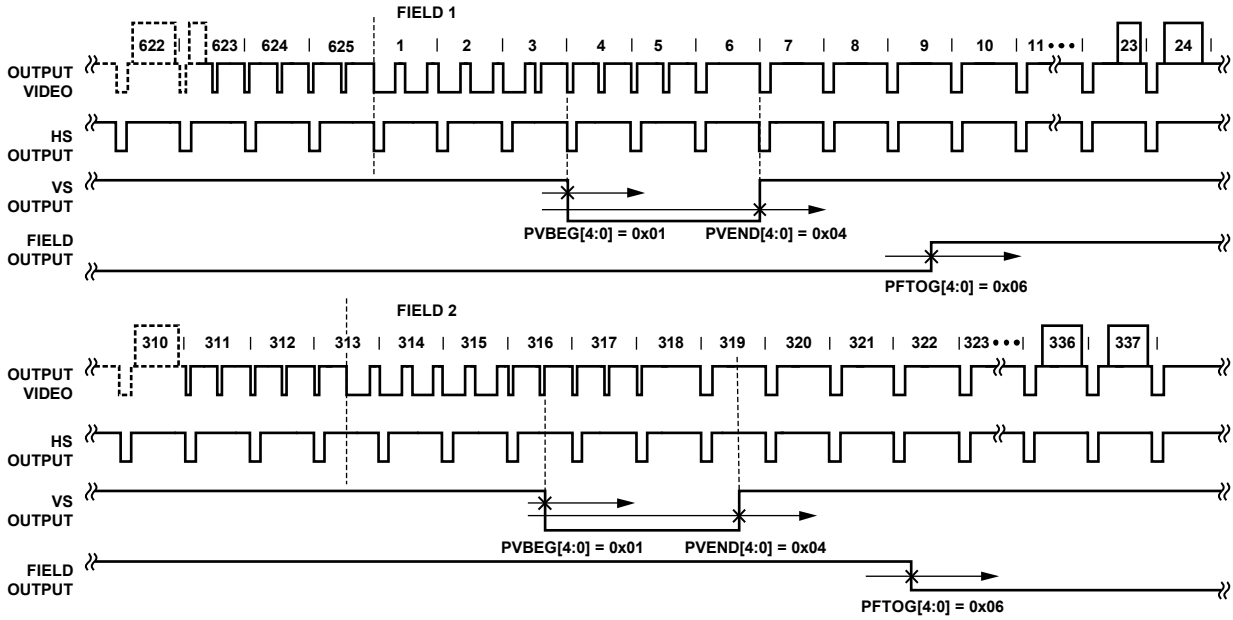 FIELD 1
622 | 623 | 624 | 625 1 | 2 | 3 | 4 | 5 | 6 | 7 | 8 | 9 | 10 | 11 ••• | 23 | 24 |
OUTPUT
VIDEO
HS
OUTPUT
VS
OUTPUT
PVBEG[4:0] = 0x01 PVEND[4:0] = 0x04
FIELD
OUTPUT
PFTOG[4:0] = 0x06
FIELD 2
310 | 311 | 312 | 313 | 314 | 315 | 316 | 317 | 318 | 319 | 320 | 321 | 322 | 323 ••• | 336 | 337 |
OUTPUT
VIDEO
HS
OUTPUT
VS
OUTPUT
PVBEG[4:0] = 0x01 PVEND[4:0] = 0x04
FIELD
OUTPUT
PFTOG[4:0] = 0x06